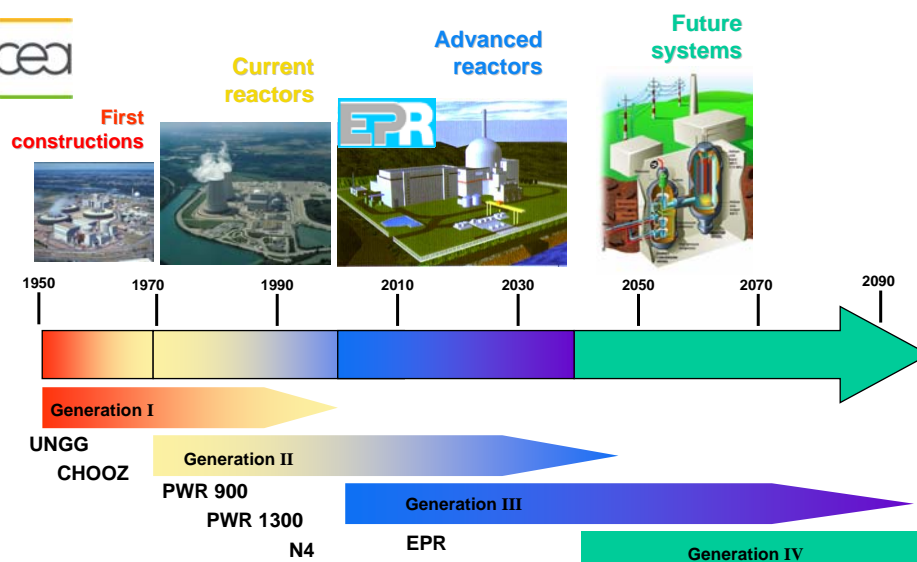 cea
Future
systems
Advanced
reactors
Current
reactors
First
constructions
EPR
1950
1970
1990
2010
2030
2050
2070
2090
Generation I
UNGG
CHOOZ
Generation II
PWR 900
PWR 1300
N4
Generation III
EPR
Generation IV